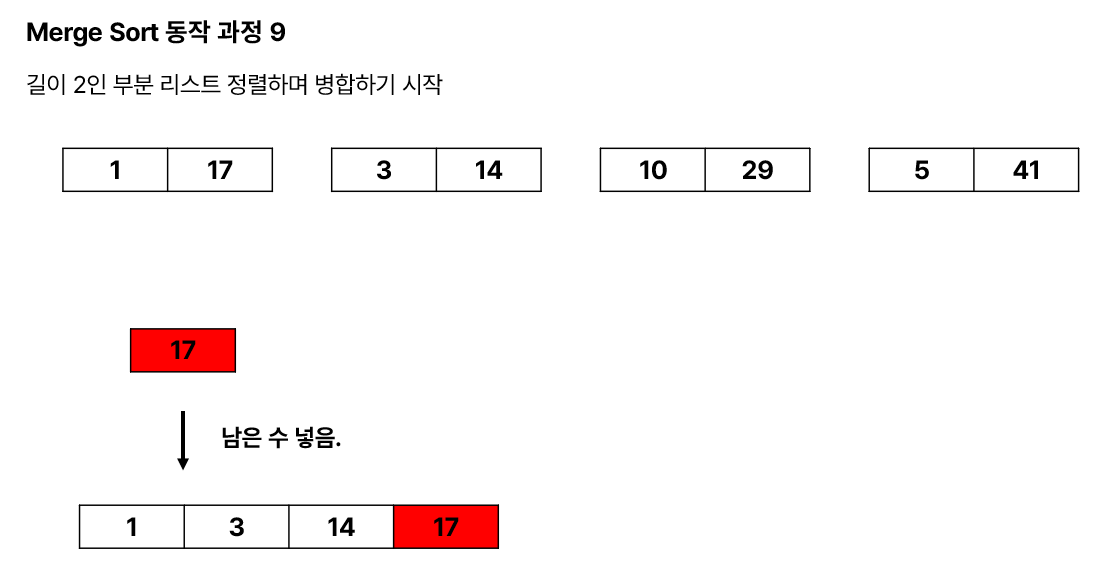 Merge Sort 동작 과정 9
길이 2인 부분 리스트 정렬하며 병합하기 시작
1 17 3 14 10 29 5 41
17
남은 수 넣음.
1 3 14 17